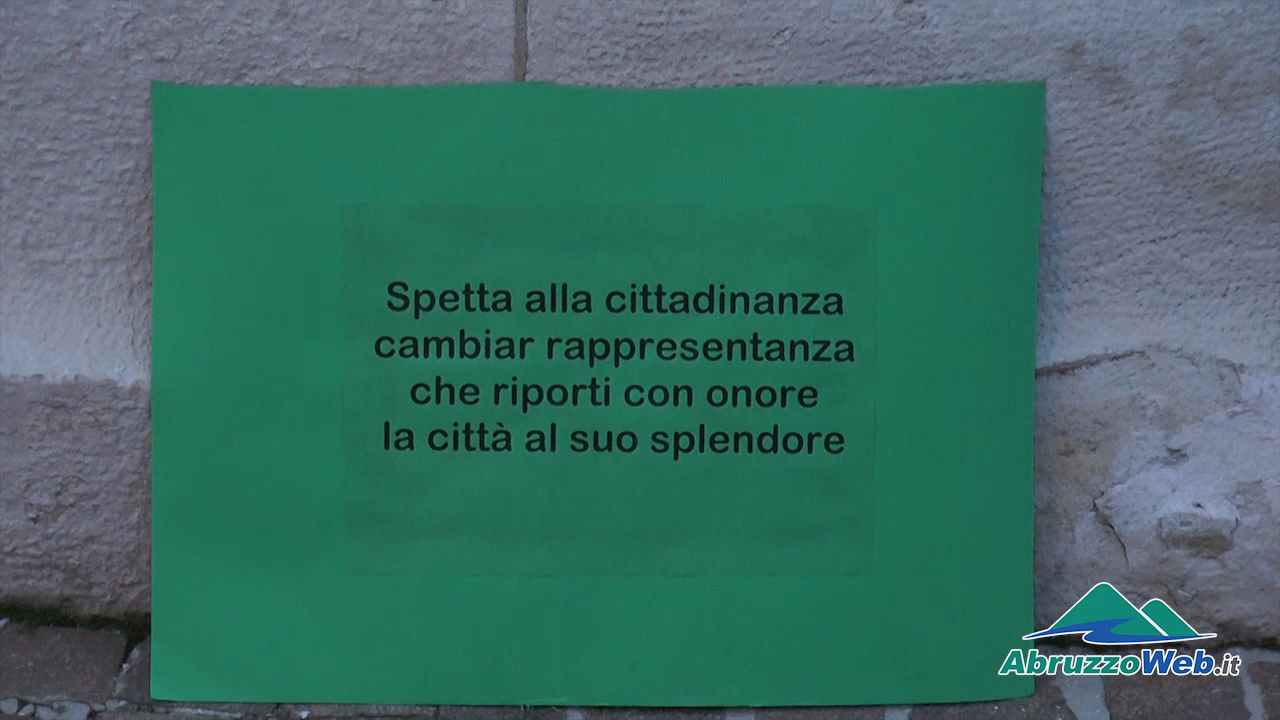 Spetta alla cittadinanza
cambiar rappresentanza
che riporti con onore
la città al suo splendore
AbruzzoWeb.it